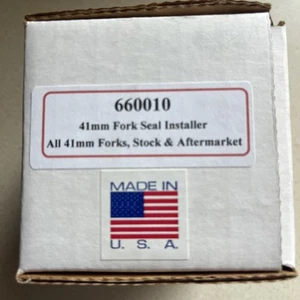 660010
41mm Fork Seal Installer
All 41mm Forks, Stock & Aftermarket
MADE IN
U. S. A.